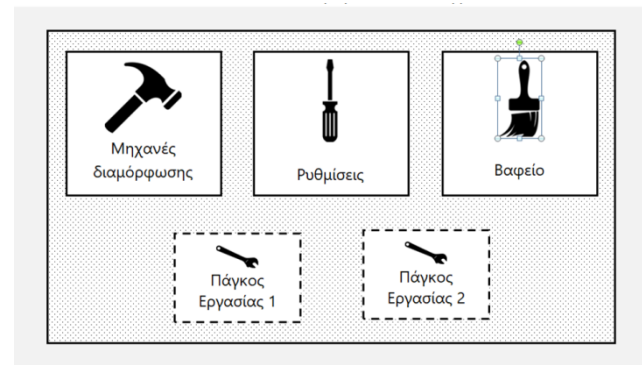 Μηχανές
διαμόρφωσης
Ρυθμίσεις
Βαφείο
Πάγκος
Εργασίας 1
Πάγκος
Εργασίας 2